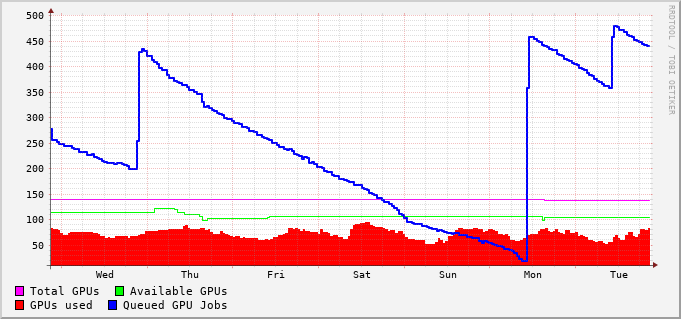 500
450
400
350
300
250
200
150
100
50
Wed Thu Fri Sat Sun Mon Tue
Total GPUs Available GPUs
GPUs used Queued GPU Jobs
RRDTOOL / TOBI OETIKER